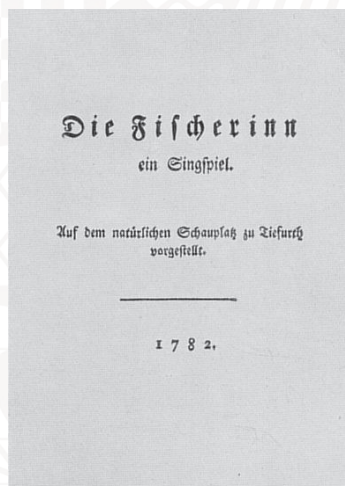 Die Fiſcherinn
ein Singſpiel.
Auf dem natürlichen Schauplatz zu Tiefurth
vorgeſtellt.
1782.